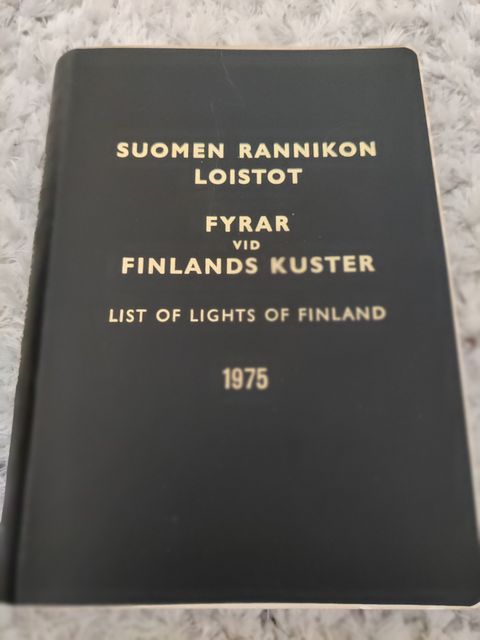 SUOMEN RANNIKON
LOISTOT
FYRAR
VID
FINLANDS KUSTER
LIST OF LIGHTS OF FINLAND
1975